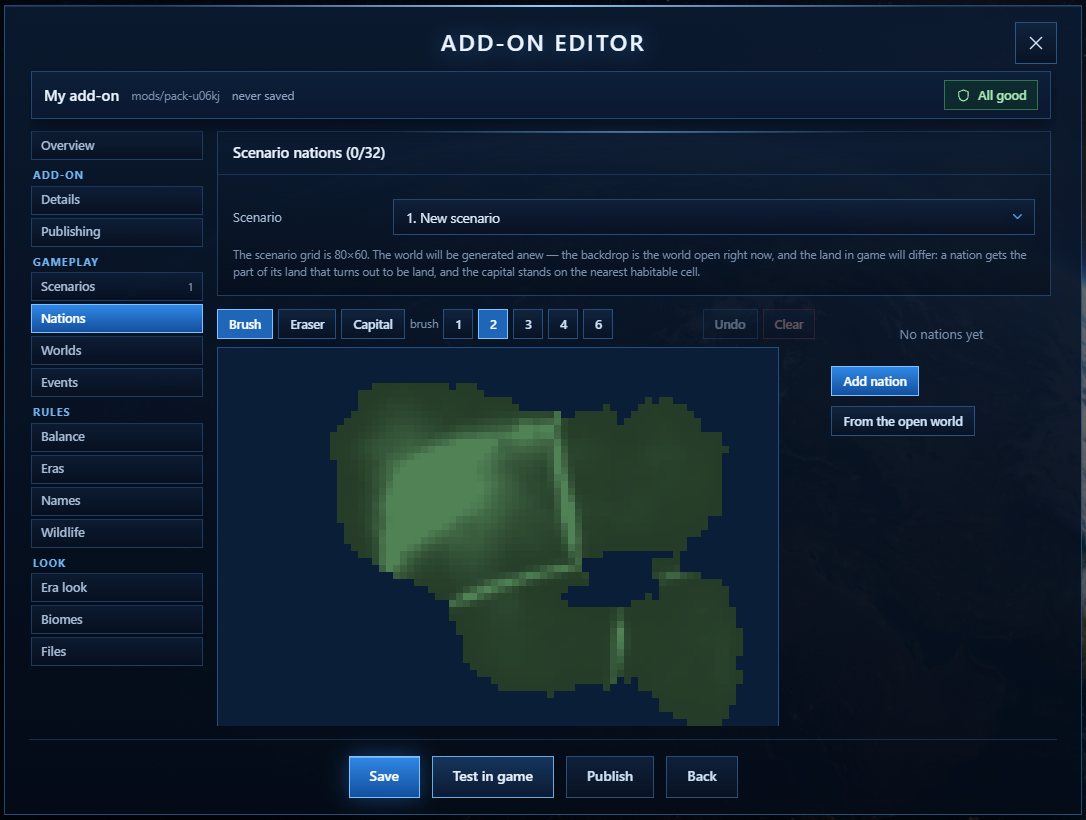 ADD-ON EDITOR
My add-on mods/pack-u06kj never saved
All good
Overview
ADD-ON
Details
Publishing
GAMEPLAY
Scenarios 1
Nations
Worlds
Events
RULES
Balance
Eras
Names
Wildlife
LOOK
Era look
Biomes
Files
Scenario nations (0/32)
Scenario
1. New scenario
The scenario grid is 80×60. The world will be generated anew — the backdrop is the world open right now, and the land in game will differ: a nation gets the
part of its land that turns out to be land, and the capital stands on the nearest habitable cell.
Brush Eraser Capital brush 1 2 3 4 6 Undo Clear
No nations yet
Add nation
From the open world
Save Test in game Publish Back